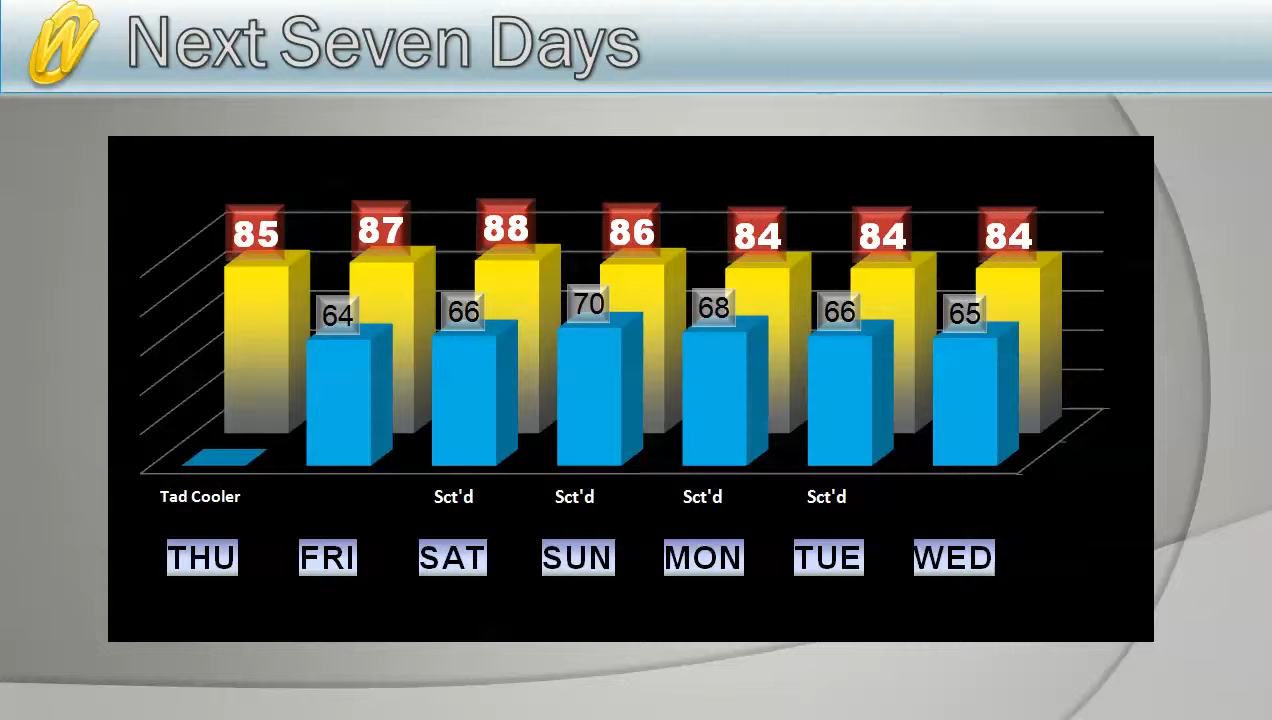 W Next Seven Days
85 87 88 86 84 84 84
64 66 70 68 66 65
Tad Cooler Sct'd Sct'd Sct'd Sct'd
THU FRI SAT SUN MON TUE WED